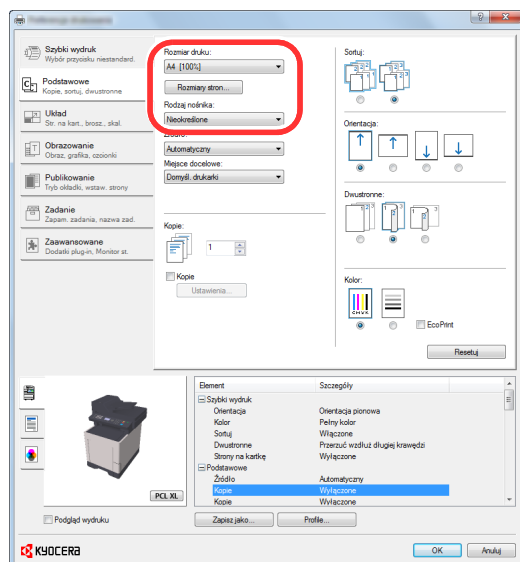 Szybki wydruk
Wybór przycisku niestandard.
Podstawowe
Kopie, sortuj, dwustronne
Układ
Str. na kart., brosz., skal.
Obrazowanie
Obraz, grafika, czcionki
Publikowanie
Tryb okładki, wstaw. strony
Zadanie
Zapam. zadania, nazwa zad.
Zaawansowane
Dodatki plug-in, Monitor st.
Rozmiar druku:
A4 [100%]
Rozmiary stron...
Rodzaj nośnika:
Nieokreślone
Źródło:
Automatyczny
Miejsce docelowe:
Domyśl. drukarki
Kopie:
1
Kopie
Ustawienia...
Sortuj:
Orientacja:
Dwustronne:
Kolor:
CMYK
EcoPrint
Resetuj
Element Szczegóły
Szybki wydruk
Orientacja Orientacja pionowa
Kolor Pełny kolor
Sortuj Włączone
Dwustronne Przerzuć wzdłuż długiej krawędzi
Strony na kartkę Wyłączone
Podstawowe
Źródło Automatyczny
Kopie Wyłączone
Kopie Wyłączone
PCL XL
Podgląd wydruku
Zapisz jako... Profile...
KYOCERA
OK Anuluj